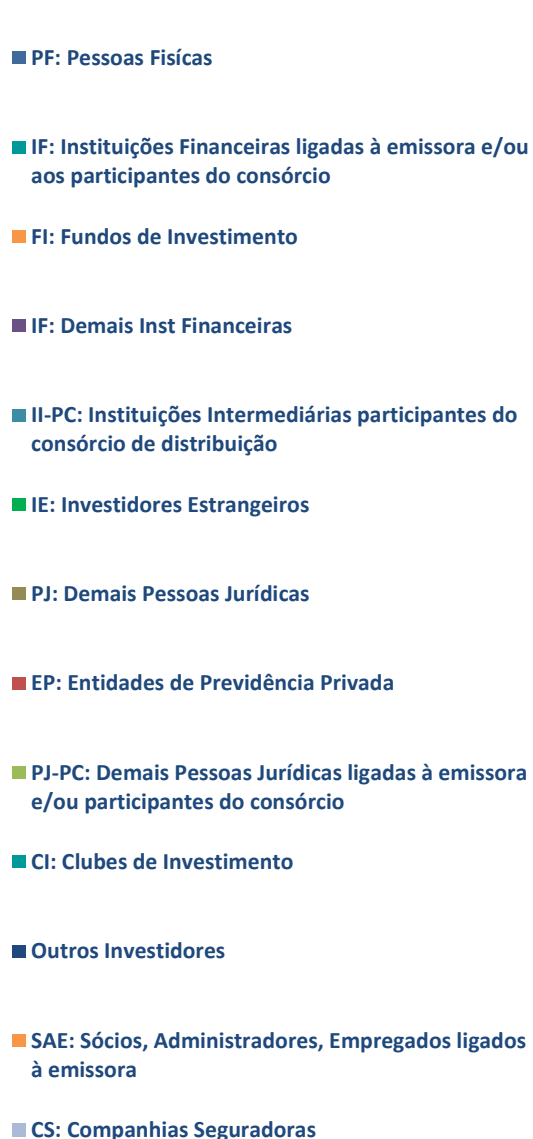 PF: Pessoas Fisícas
IF: Instituições Financeiras ligadas à emissora e/ou
aos participantes do consórcio
FI: Fundos de Investimento
IF: Demais Inst Financeiras
II-PC: Instituições Intermediárias participantes do
consórcio de distribuição
IE: Investidores Estrangeiros
PJ: Demais Pessoas Jurídicas
EP: Entidades de Previdência Privada
PJ-PC: Demais Pessoas Jurídicas ligadas à emissora
e/ou participantes do consórcio
CI: Clubes de Investimento
Outros Investidores
SAE: Sócios, Administradores, Empregados ligados
à emissora
CS: Companhias Seguradoras